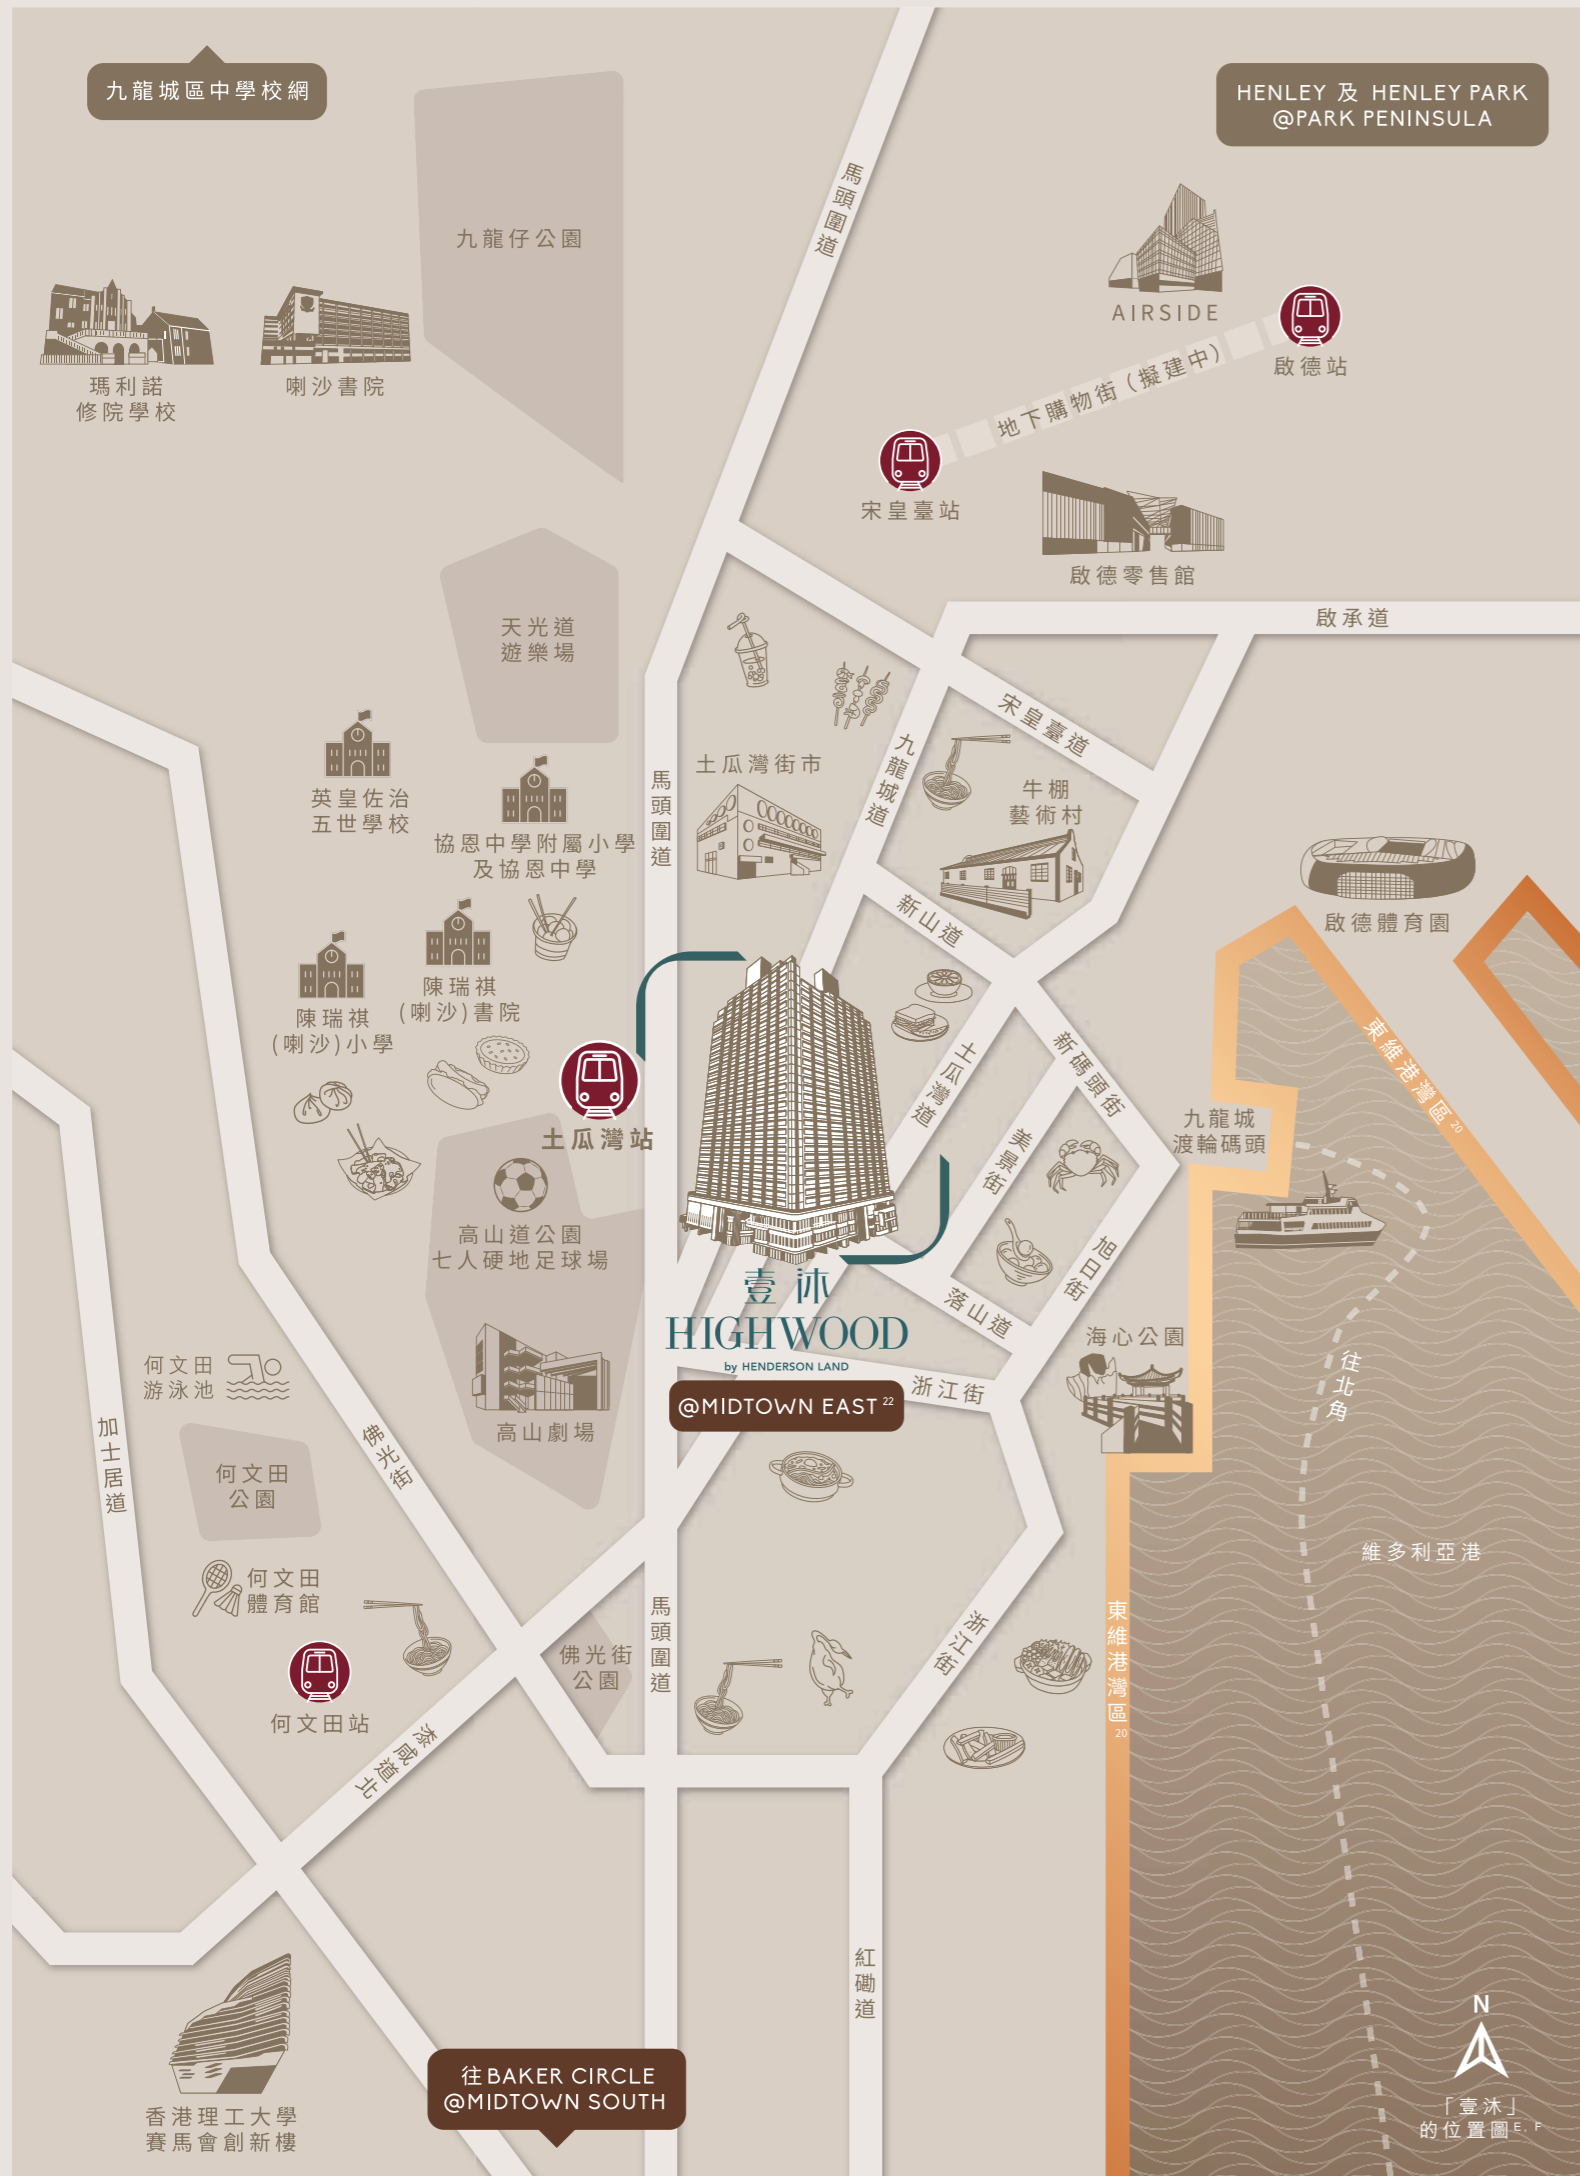 九龍城區中學校網
HENLEY 及 HENLEY PARK
@PARK PENINSULA
馬頭圍道
九龍仔公園
AIRSIDE
瑪利諾
修院學校
喇沙書院
啟德站
地下購物街(擬建中)
宋皇臺站
啟德零售館
啟承道
天光道
遊樂場
宋皇臺道
九龍城道
土瓜灣街市
馬頭圍道
英皇佐治
五世學校
牛棚
藝術村
協恩中學附屬小學
及協恩中學
新山道
啟德體育園
陳瑞祺
(喇沙)書院
陳瑞祺
(喇沙)小學
東維港灣區20
新碼頭街
土瓜灣道
土瓜灣站
美景街
九龍城
渡輪碼頭
高山道公園
七人硬地足球場
旭日街
壹沐
HIGHWOOD
by HENDERSON LAND
落山道
海心公園
@MIDTOWN EAST 22
浙江街
往北角
何文田
游泳池
高山劇場
加士居道
佛光街
何文田
公園
維多利亞港
何文田
體育館
馬頭圍道
佛光街
公園
浙江街
東維港灣區20
何文田站
漆咸道北
紅磡道
往BAKER CIRCLE
@MIDTOWN SOUTH
香港理工大學
賽馬會創新樓
N
「壹沐」
的位置圖E, F